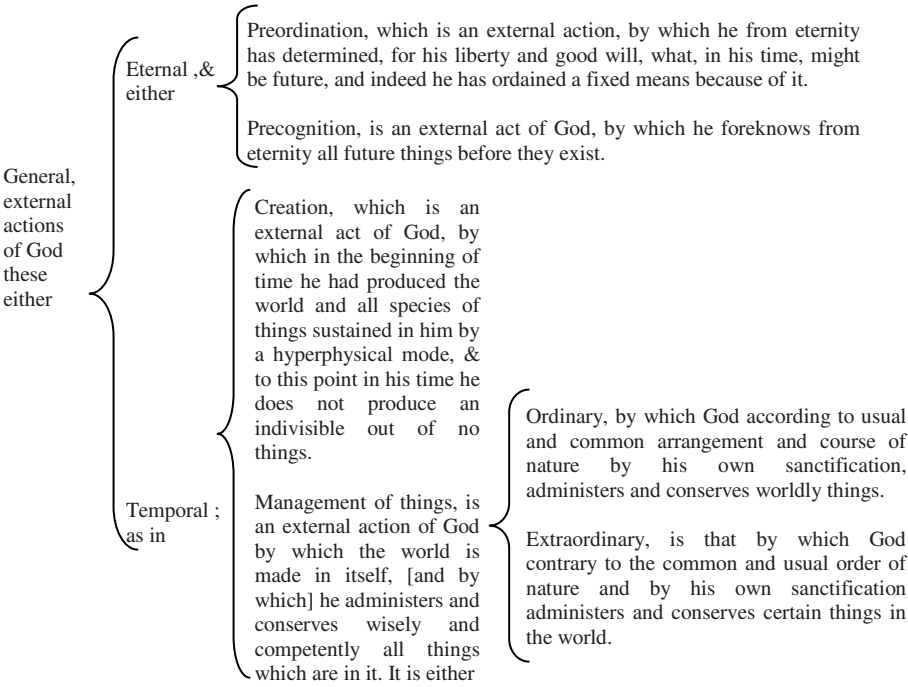 General,
external
actions
of God
these
either
Eternal ,&
either
Preordination, which is an external action, by which he from eternity
has determined, for his liberty and good will, what, in his time, might
be future, and indeed he has ordained a fixed means because of it.
Precognition, is an external act of God, by which he foreknows from
eternity all future things before they exist.
Temporal ;
as in
Creation, which is an
external act of God, by
which in the beginning of
time he had produced the
world and all species of
things sustained in him by
a hyperphysical mode, &
to this point in his time he
does not produce an
indivisible out of no
things.
Management of things, is
an external action of God
by which the world is
made in itself, [and by
which] he administers and
conserves wisely and
competently all things
which are in it. It is either
Ordinary, by which God according to usual
and common arrangement and course of
nature by his own sanctification,
administers and conserves worldly things.
Extraordinary, is that by which God
contrary to the common and usual order of
nature and by his own sanctification
administers and conserves certain things in
the world.